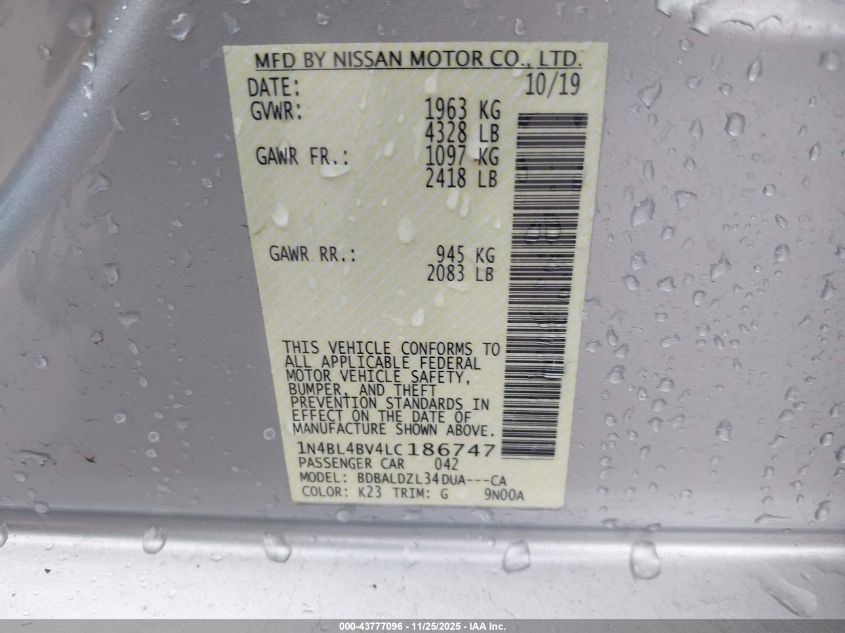 MFD BY NISSAN MOTOR CO., LTD.
DATE: 10/19
GVWR: 1963 KG
4328 LB
GAWR FR.: 1097 KG
2418 LB
GAWR RR.: 945 KG
2083 LB
THIS VEHICLE CONFORMS TO
ALL APPLICABLE FEDERAL
MOTOR VEHICLE SAFETY,
BUMPER, AND THEFT
PREVENTION STANDARDS IN
EFFECT ON THE DATE OF
MANUFACTURE SHOWN ABOVE.
1N4BL4BV4LC186747
PASSENGER CAR 042
MODEL: BDBALDZL34DUA---CA
COLOR: K23 TRIM: G 9N00A
000-43777096 - 11/25/2025 - IAA Inc.